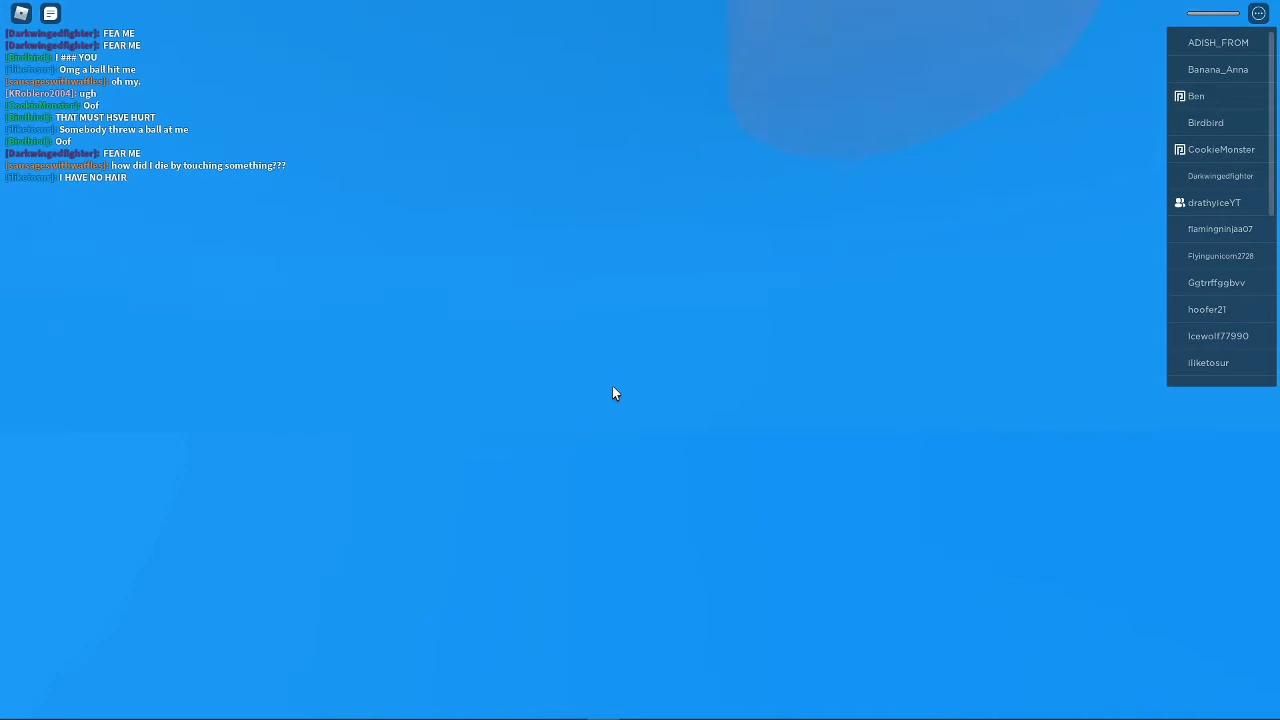 [Darkwingedfighter]: FEA ME
[Darkwingedfighter]: FEAR ME
[Birdbird]: I ### YOU
[iliketosur]: Omg a ball hit me
[sausageswithwaffles]: oh my.
[KRoblero2004]: ugh
[CookieMonster]: Oof
[Birdbird]: THAT MUST HSVE HURT
[iliketosur]: Somebody threw a ball at me
[Birdbird]: Oof
[Darkwingedfighter]: FEAR ME
[sausageswithwaffles]: how did I die by touching something???
[iliketosur]: I HAVE NO HAIR
ADISH_FROM
Banana_Anna
Ben
Birdbird
CookieMonster
Darkwingedfighter
drathyiceYT
flamingninjaa07
Flyingunicorn2728
Ggtrrffggbvv
hoofer21
Icewolf77990
iliketosur